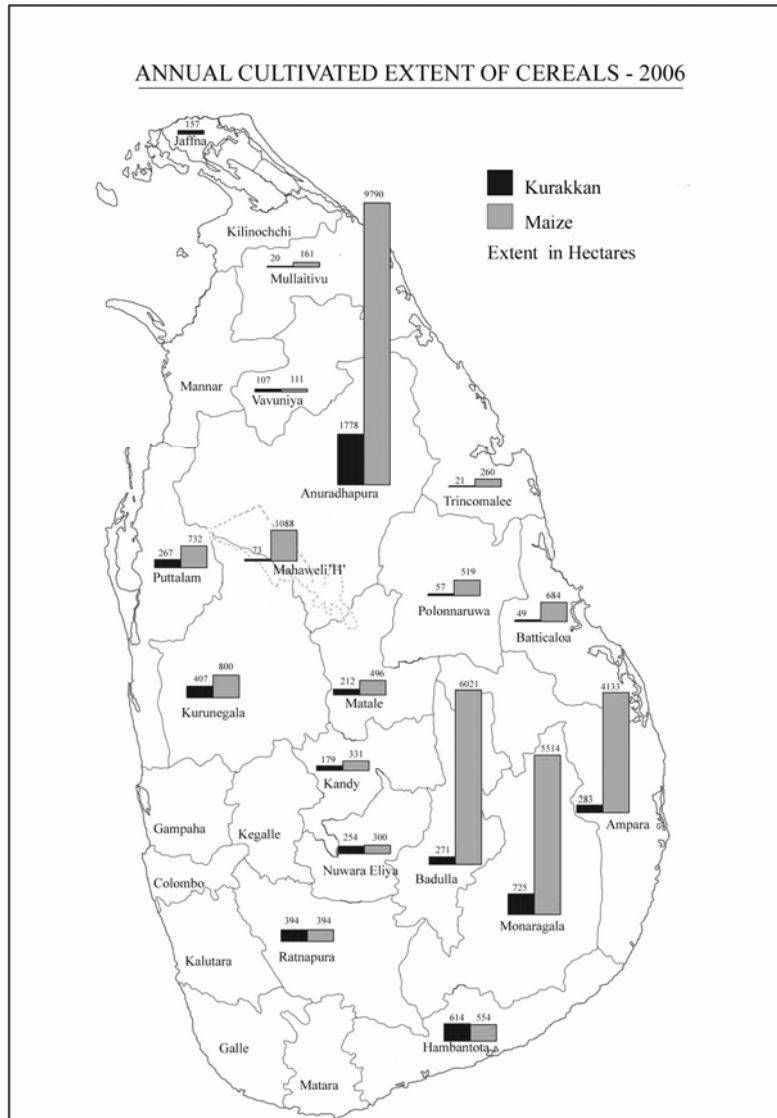 ANNUAL CULTIVATED EXTENT OF CEREALS - 2006
157
Jaffna
Kurakkan
Maize
Extent in Hectares
9790
Kilinochchi
20 161
Mullaitivu
Mannar
107 111
Vavuniya
1778
Anuradhapura
21 260
Trincomalee
267 732
Puttalam
73 1088
Mahaweli'H'
57 519
Polonnaruwa
49 684
Batticaloa
407 800
Kurunegala
212 496
Matale
6021
4133
283
Ampara
5514
179 331
Kandy
Gampaha
Kegalle
254 300
Nuwara Eliya
271
Badulla
725
Monaragala
Colombo
394 394
Ratnapura
Kalutara
614 554
Hambantota
Galle
Matara